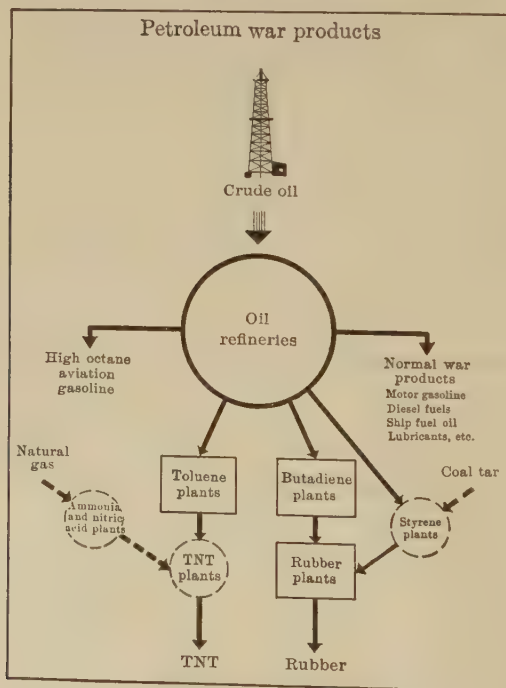 Petroleum war products
Crude oil
Oil
refineries
High octane
aviation
gasoline
Normal war
products
Motor gasoline
Diesel fuels
Ship fuel oil
Lubricants, etc.
Natural
gas
Ammonia
and nitric
acid plants
Toluene
plants
Butadiene
plants
Coal tar
Styrene
plants
TNT
plants
Rubber
plants
TNT
Rubber